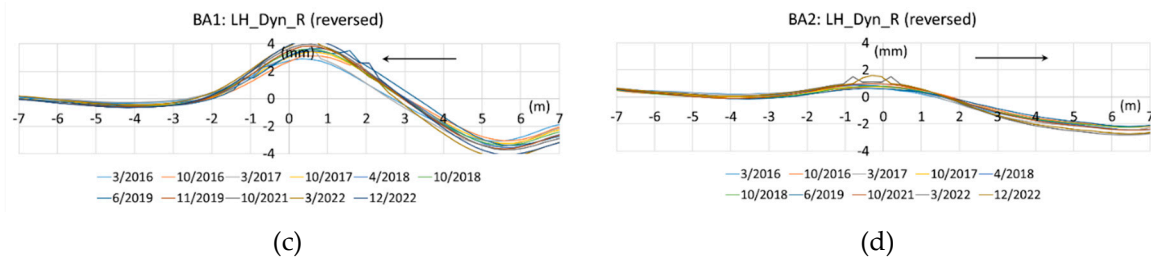 BA1: LH_Dyn_R (reversed)
4
(mm)
2
(m)
-7 -6 -5 -4 -3 -2 -1 0 1 2 3 4 5 6 7
-2
-4
3/2016 10/2016 3/2017 10/2017 4/2018 10/2018
6/2019 11/2019 10/2021 3/2022 12/2022
(c)
BA2: LH_Dyn_R (reversed)
4
(mm)
2
(m)
-7 -6 -5 -4 -3 -2 -1 0 1 2 3 4 5 6 7
-2
-4
3/2016 10/2016 3/2017 10/2017 4/2018
10/2018 6/2019 10/2021 3/2022 12/2022
(d)